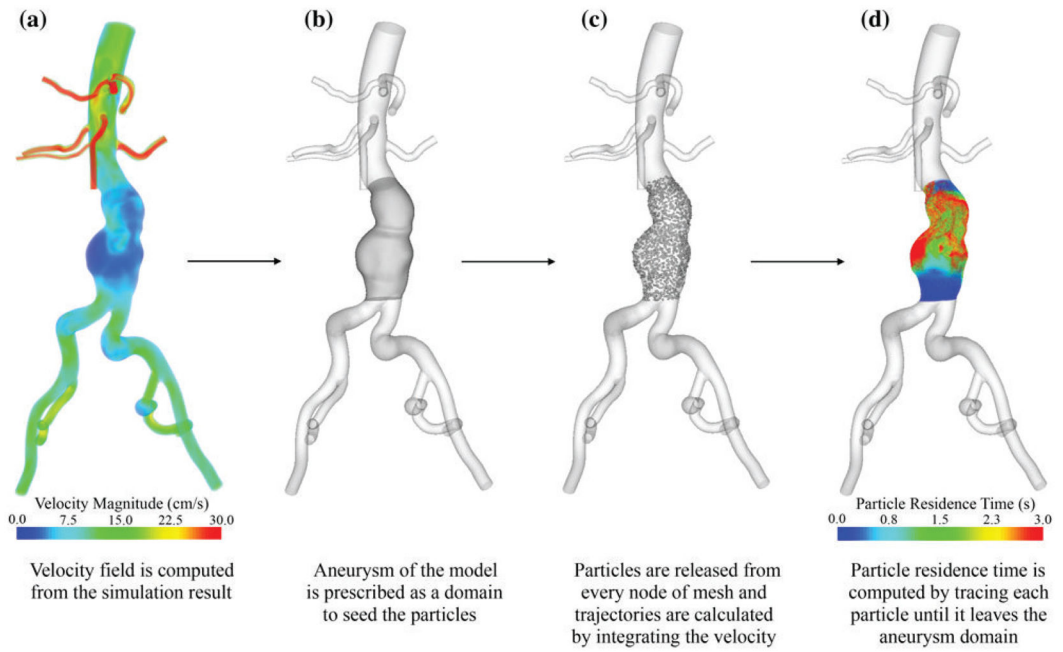 (a)
(b)
(c)
(d)
Velocity Magnitude (cm/s)
0.0 7.5 15.0 22.5 30.0
Particle Residence Time (s)
0.0 0.8 1.5 2.3 3.0
Velocity field is computed
from the simulation result
Aneurysm of the model
is prescribed as a domain
to seed the particles
Particles are released from
every node of mesh and
trajectories are calculated
by integrating the velocity
Particle residence time is
computed by tracing each
particle until it leaves the
aneurysm domain